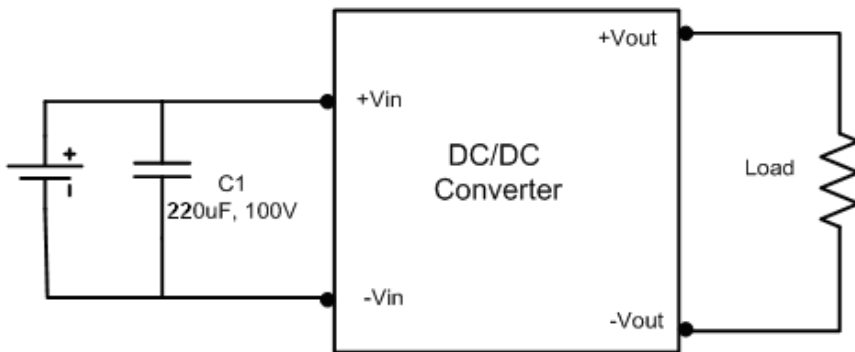 +Vout
+Vin
DC/DC
Converter
Load
+
-
C1
220uF, 100V
-Vin
-Vout